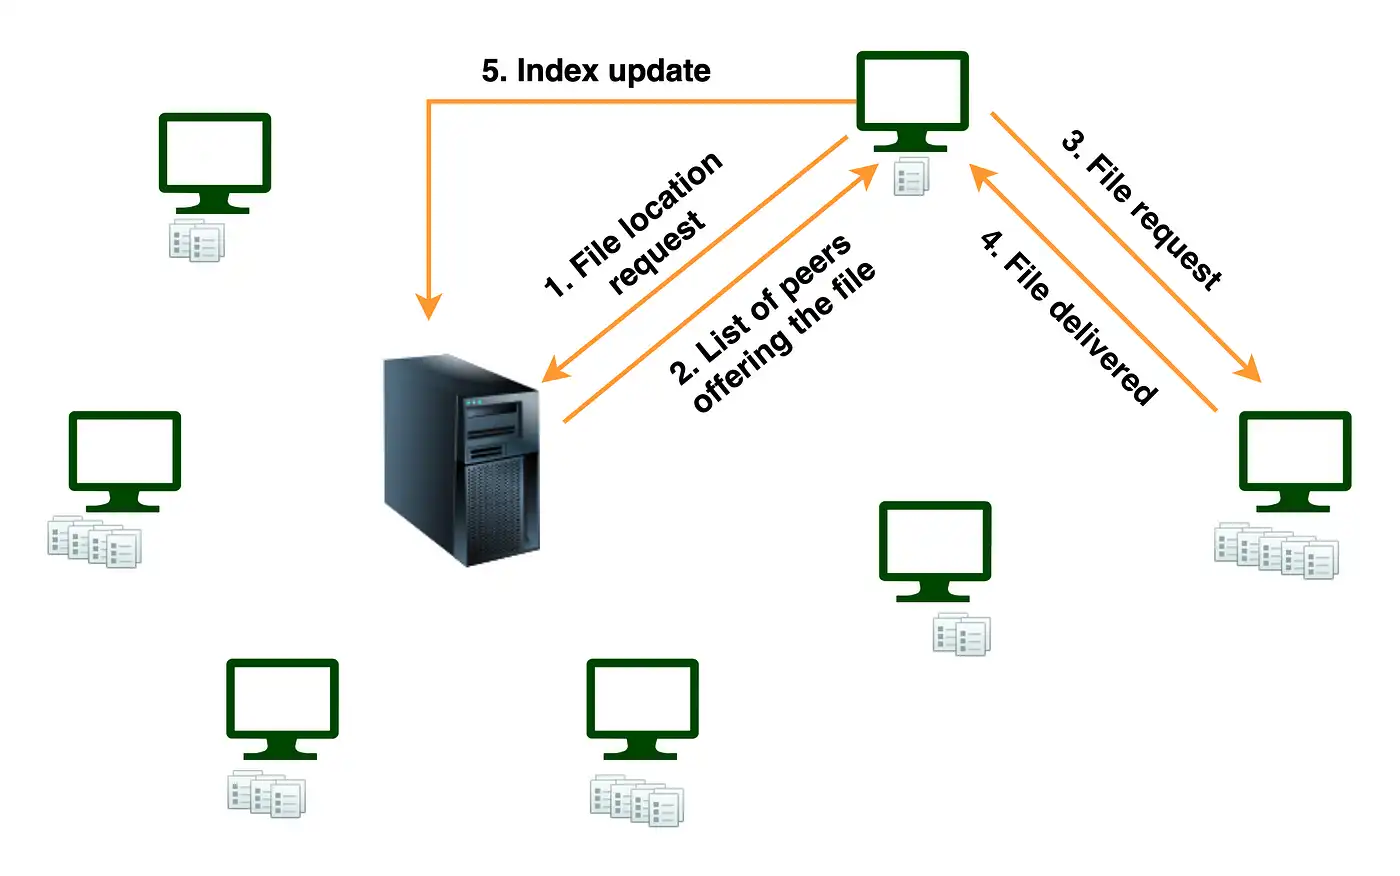 5. Index update
1. File location
request
2. List of peers
offering the file
3. File request
4. File delivered